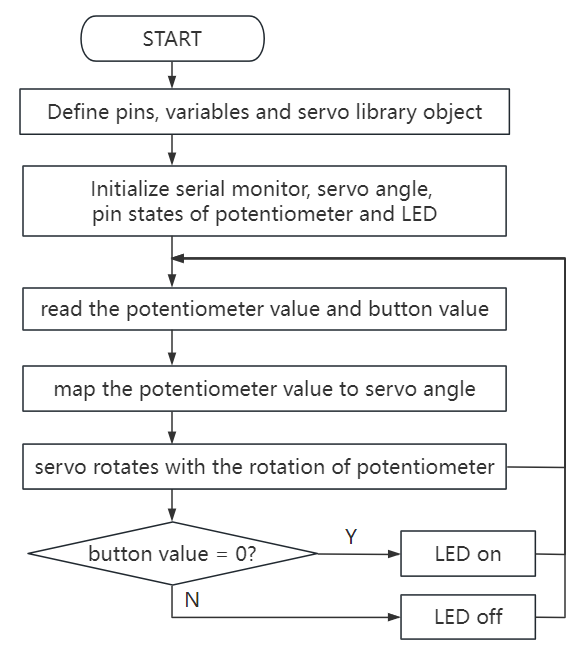 START
Define pins, variables and servo library object
Initialize serial monitor, servo angle,
pin states of potentiometer and LED
read the potentiometer value and button value
map the potentiometer value to servo angle
servo rotates with the rotation of potentiometer
button value = 0?
Y
LED on
N
LED off